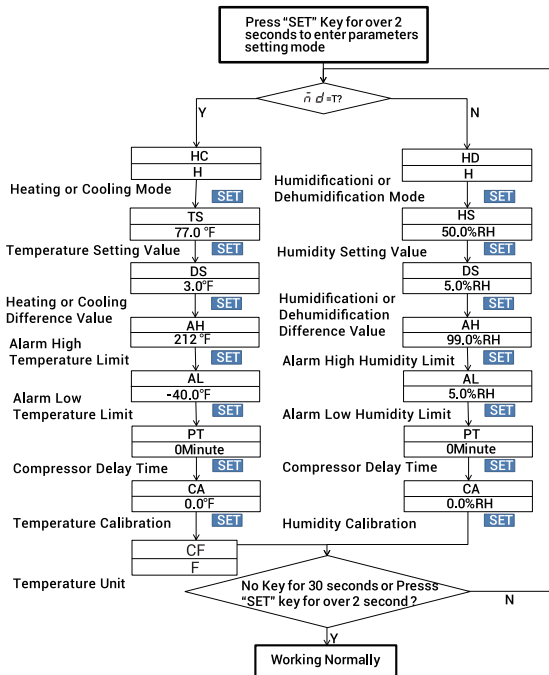 Press “SET” Key for over 2
seconds to enter parameters
setting mode
n̄ d =T?
Y
N
HC
H
Heating or Cooling Mode
SET
TS
77.0 °F
Temperature Setting Value
SET
DS
3.0°F
Heating or Cooling
Difference Value
SET
AH
212 °F
Alarm High
Temperature Limit
SET
AL
-40.0°F
Alarm Low
Temperature Limit
SET
PT
0Minute
Compressor Delay Time
SET
CA
0.0°F
Temperature Calibration
SET
CF
F
Temperature Unit
HD
H
Humidificationi or
Dehumidification Mode
SET
HS
50.0%RH
Humidity Setting Value
SET
DS
5.0%RH
Humidificationi or
Dehumidification
Difference Value
SET
AH
99.0%RH
Alarm High Humidity Limit
SET
AL
5.0%RH
Alarm Low Humidity Limit
SET
PT
0Minute
Compressor Delay Time
SET
CA
0.0%RH
Humidity Calibration
SET
No Key for 30 seconds or Presss
“SET” key for over 2 second ?
N
Y
Working Normally